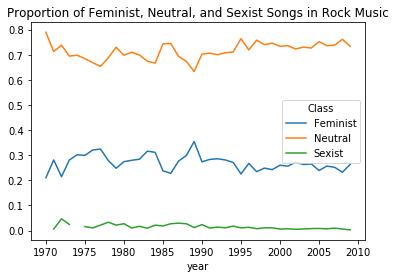 Proportion of Feminist, Neutral, and Sexist Songs in Rock Music
0.8
0.7
0.6
0.5
0.4
0.3
0.2
0.1
0.0
Class
Feminist
Neutral
Sexist
1970 1975 1980 1985 1990 1995 2000 2005 2010
year